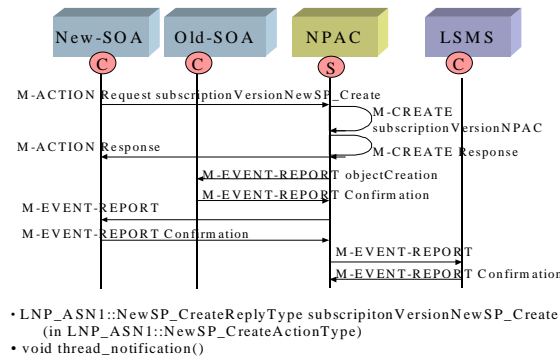 New-SOA Old-SOA NPAC LSMS
C C S C
M-ACTION Request subscriptionVersionNewSP_Create
M-CREATE
subscriptionVersionNPAC
M-ACTION Response
M-CREATE Response
M-EVENT-REPORT objectCreation
M-EVENT-REPORT Confirmation
M-EVENT-REPORT
M-EVENT-REPORT Confirmation
M-EVENT-REPORT
M-EVENT-REPORT Confirmation
• LNP_ASN1::NewSP_CreateReplyType subscripitonVersionNewSP_Create
(in LNP_ASN1::NewSP_CreateActionType)
• void thread_notification()